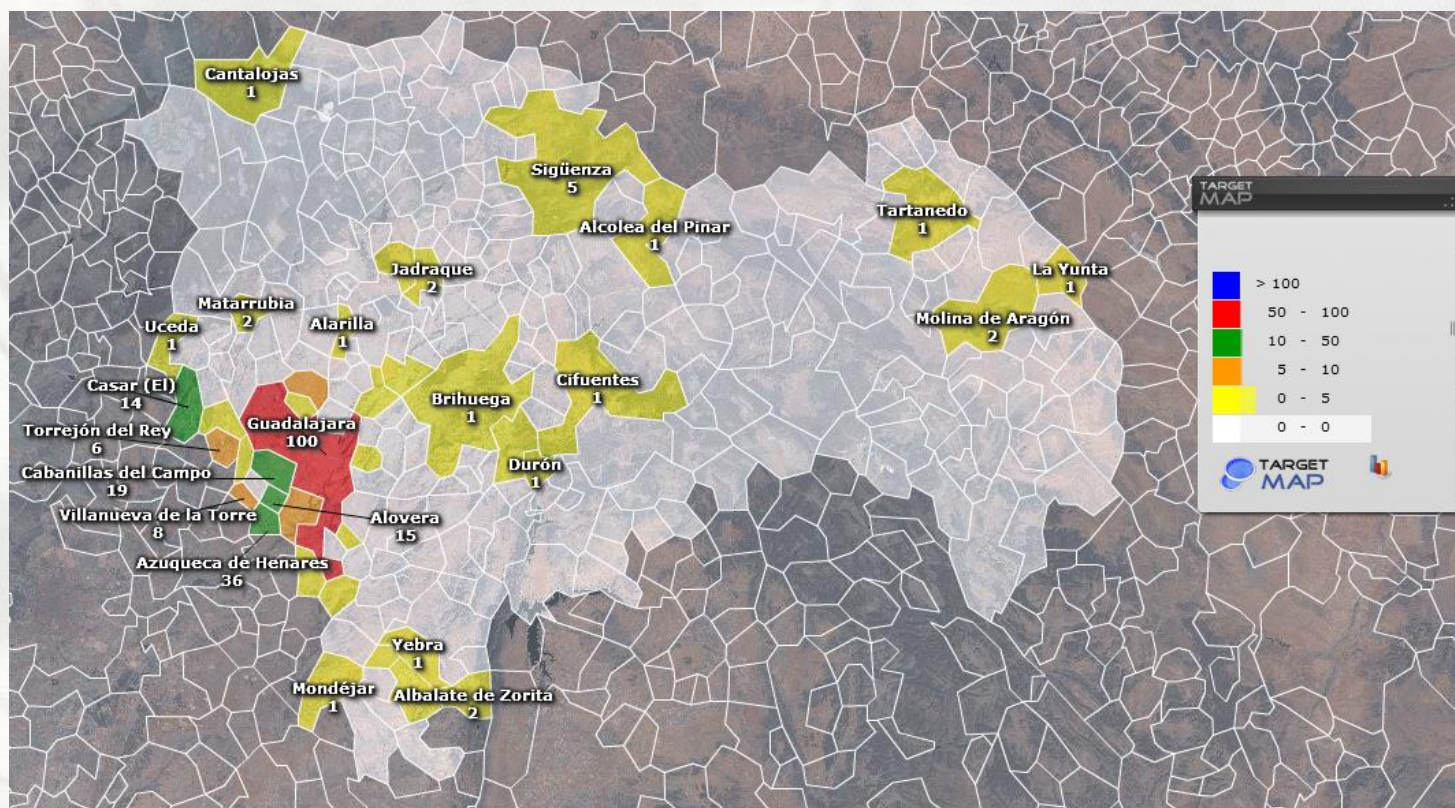 Cantalojas
1
Sigüenza
5
Alcolea del Pinar
1
Tartanedo
1
La Yunta
1
Molina de Aragón
2
Jadraque
2
Matarrubia
2
Alarilla
1
Uceda
1
Casar (El)
14
Torrejón del Rey
6
Cabanillas del Campo
19
Villanueva de la Torre
8
Azuqueca de Henares
36
Guadalajara
100
Alovera
15
Brihuega
1
Cifuentes
1
Durón
1
Yebra
1
Mondéjar
1
Albalate de Zorita
2
TARGET
MAP
> 100
50 - 100
10 - 50
5 - 10
0 - 5
0 - 0
TARGET
MAP